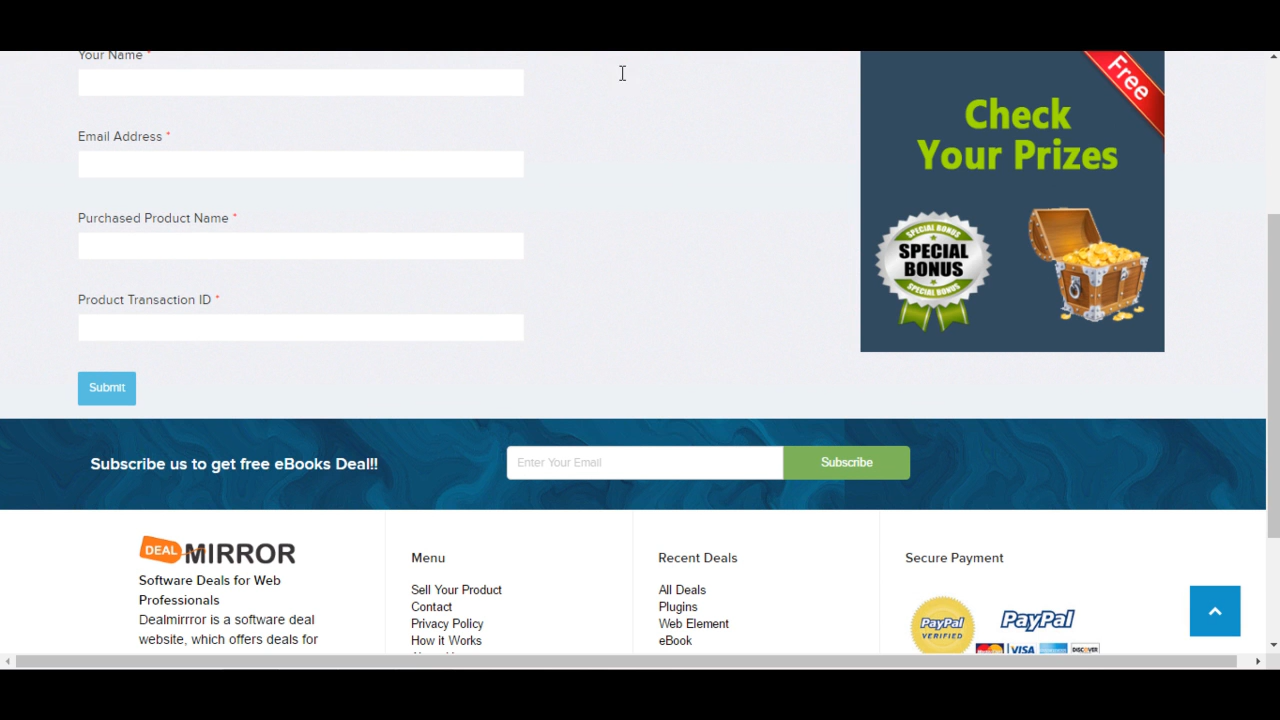 Your Name *
Email Address *
Purchased Product Name *
Product Transaction ID *
Submit
Free
Check
Your Prizes
SPECIAL BONUS
SPECIAL
BONUS
SPECIAL BONUS
Subscribe us to get free eBooks Deal!!
Enter Your Email
Subscribe
DEAL MIRROR
Software Deals for Web
Professionals
Dealmirrror is a software deal
website, which offers deals for
Menu
Sell Your Product
Contact
Privacy Policy
How it Works
Recent Deals
All Deals
Plugins
Web Element
eBook
Secure Payment
PayPal
VERIFIED
PayPal
VISA
DISCOVER